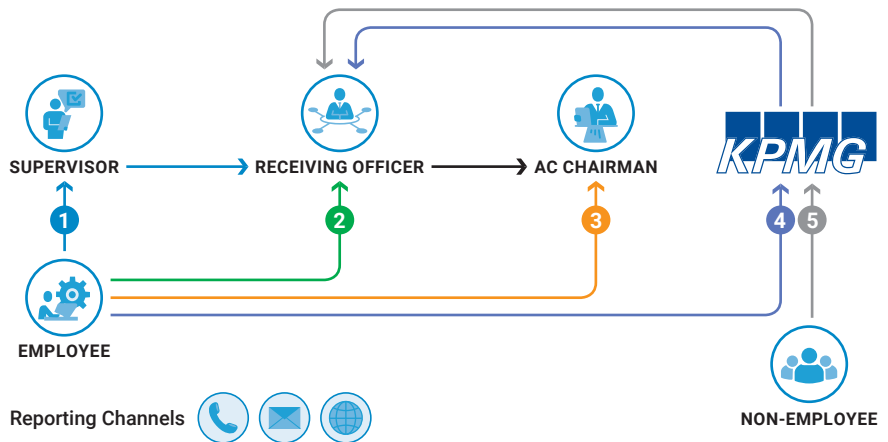 SUPERVISOR
RECEIVING OFFICER
AC CHAIRMAN
KPMG
1
2
3
4
5
EMPLOYEE
NON-EMPLOYEE
Reporting Channels